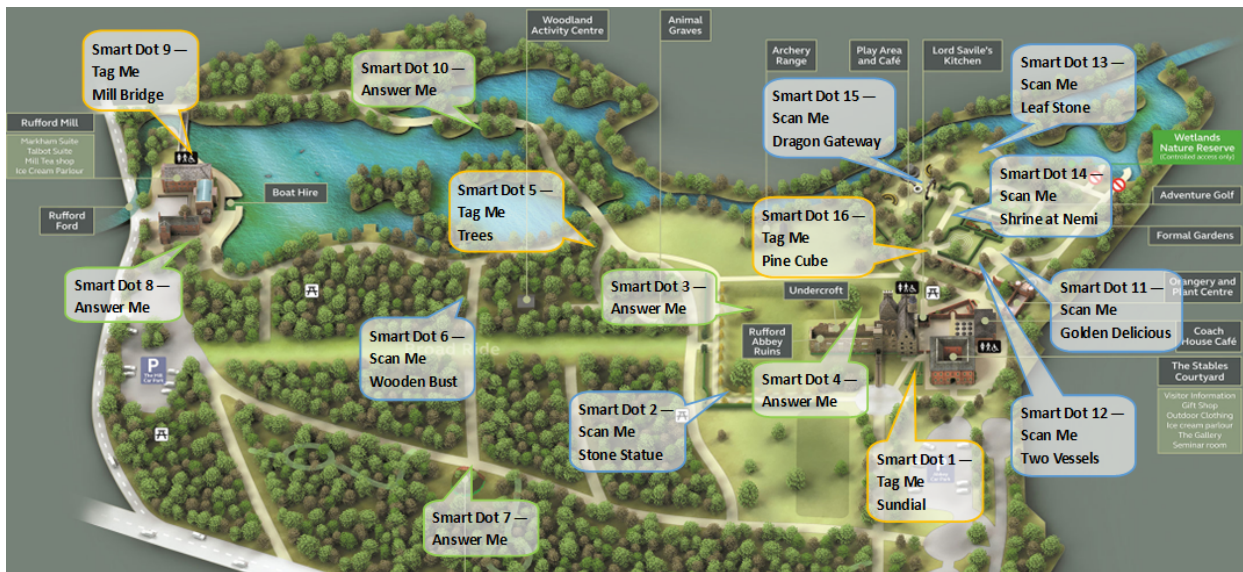 Woodland
Activity Centre
Animal
Graves
Archery
Range
Play Area
and Café
Lord Savile's
Kitchen
Smart Dot 9 —
Tag Me
Mill Bridge
Smart Dot 10 —
Answer Me
Smart Dot 15 —
Scan Me
Dragon Gateway
Smart Dot 13 —
Scan Me
Leaf Stone
Rufford Mill
Markham Suite
Talbot Suite
Mill Tea shop
Ice Cream Parlour
Wetlands
Nature Reserve
(Controlled access only)
Boat Hire
Smart Dot 5 —
Tag Me
Trees
Smart Dot 14 —
Scan Me
Shrine at Nemi
Adventure Golf
Rufford
Ford
Smart Dot 16 —
Tag Me
Pine Cube
Formal Gardens
Smart Dot 8 —
Answer Me
Smart Dot 3 —
Answer Me
Undercroft
Smart Dot 11 —
Scan Me
Golden Delicious
Orangery and
Plant Centre
Smart Dot 6 —
Scan Me
Wooden Bust
Ride
Rufford
Abbey
Ruins
Coach
House Café
P
The Mill
Car Park
Smart Dot 4 —
Answer Me
The Stables
Courtyard
Visitor Information
Gift Shop
Outdoor Clothing
Ice cream parlour
The Gallery
Seminar room
Smart Dot 2 —
Scan Me
Stone Statue
Smart Dot 12 —
Scan Me
Two Vessels
Smart Dot 1 —
Tag Me
Sundial
Car Park
Smart Dot 7 —
Answer Me